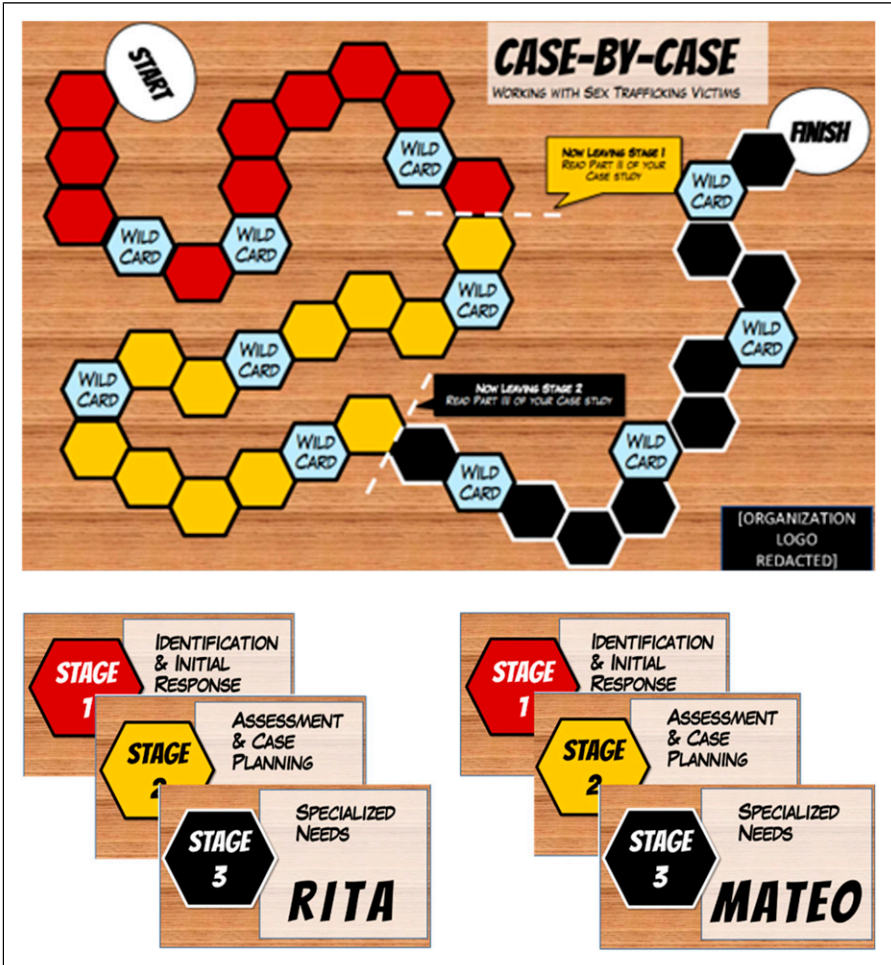 START
CASE-BY-CASE
WORKING WITH SEX TRAFFICKING VICTIMS
FINISH
WILD
CARD
NOW LEAVING STAGE 1
READ PART II OF YOUR
CASE STUDY
WILD
CARD
WILD
CARD
WILD
CARD
WILD
CARD
WILD
CARD
WILD
CARD
WILD
CARD
NOW LEAVING STAGE 2
READ PART III OF YOUR CASE STUDY
WILD
CARD
WILD
CARD
WILD
CARD
[ORGANIZATION
LOGO
REDACTED]
STAGE
1
IDENTIFICATION
& INITIAL
RESPONSE
STAGE
2
ASSESSMENT
& CASE
PLANNING
STAGE
3
SPECIALIZED
NEEDS
RITA
STAGE
1
IDENTIFICATION
& INITIAL
RESPONSE
STAGE
2
ASSESSMENT
& CASE
PLANNING
STAGE
3
SPECIALIZED
NEEDS
MATEO